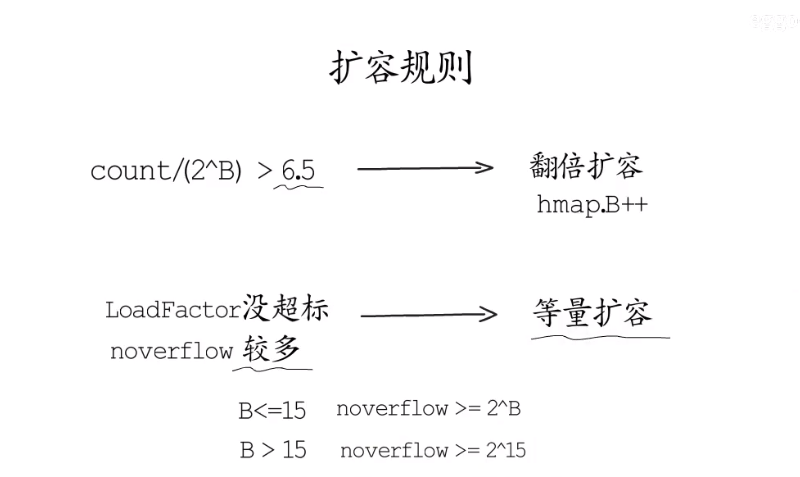 扩容规则
count/(2^B) > 6.5
翻倍扩容
hmap.B++
LoadFactor没超标
noverflow 较多
等量扩容
B<=15 noverflow >= 2^B
B > 15 noverflow >= 2^15